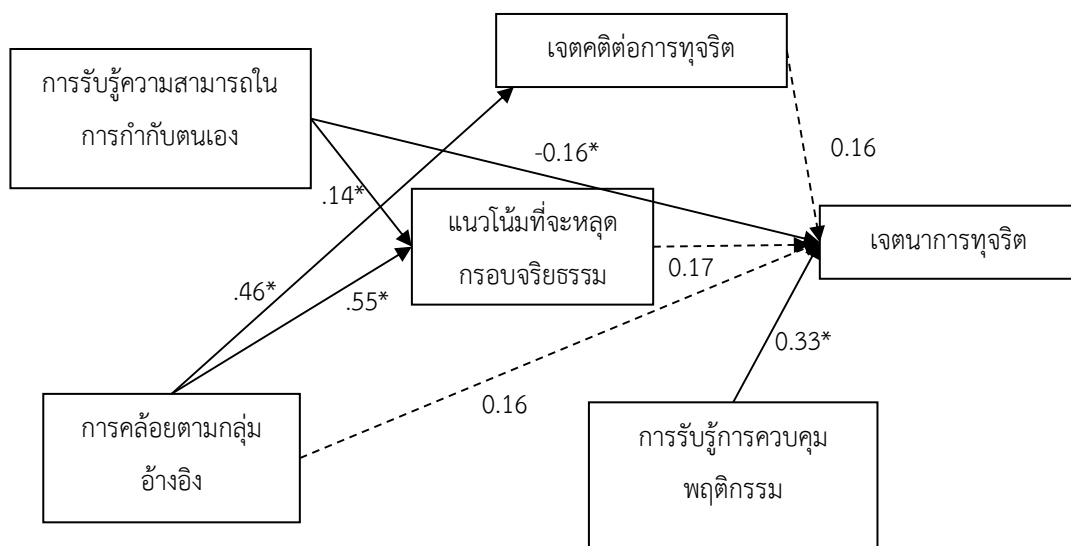 เจตคติต่อการทุจริต
การรับรู้ความสามารถใน
การกำกับตนเอง
0.16
-0.16*
.14*
แนวโน้มที่จะหลุด
กรอบจริยธรรม
เจตนาการทุจริต
0.17
.46*
.55*
0.33*
0.16
การคล้อยตามกลุ่ม
อ้างอิง
การรับรู้การควบคุม
พฤติกรรม